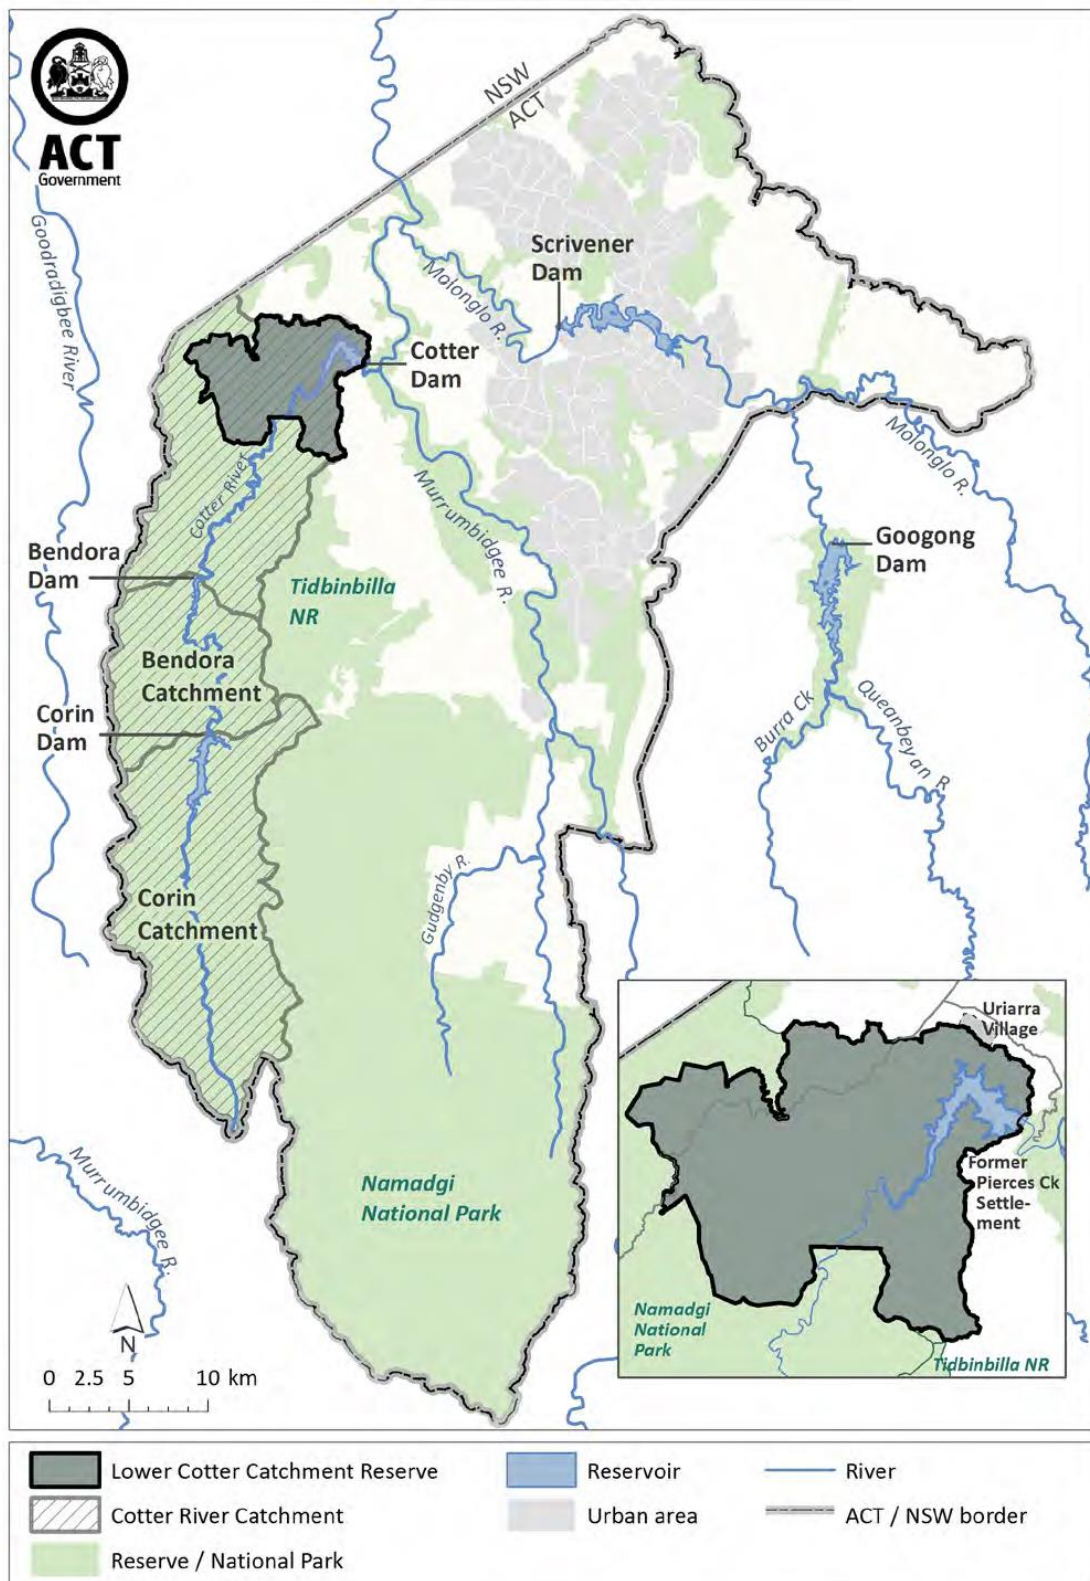 ACT
Government
NSW
ACT
Goodradigbee River
Scrivener
Dam
Molonglo R.
Cotter
Dam
Molonglo R.
Cotter River
Murrumbidgee R.
Googong
Dam
Bendora
Dam
Tidbinbilla
NR
Bendora
Catchment
Corin
Dam
Burra Ck
Queanbeyan R
Gudgenby R.
Corin
Catchment
Murrumbidgee R.
Namadgi
National Park
N
0 2.5 5 10 km
Uriarra
Village
Former
Pierces Ck
Settle-
ment
Namadgi
National
Park
Tidbinbilla NR
Lower Cotter Catchment Reserve
Reservoir
River
Cotter River Catchment
Urban area
ACT / NSW border
Reserve / National Park